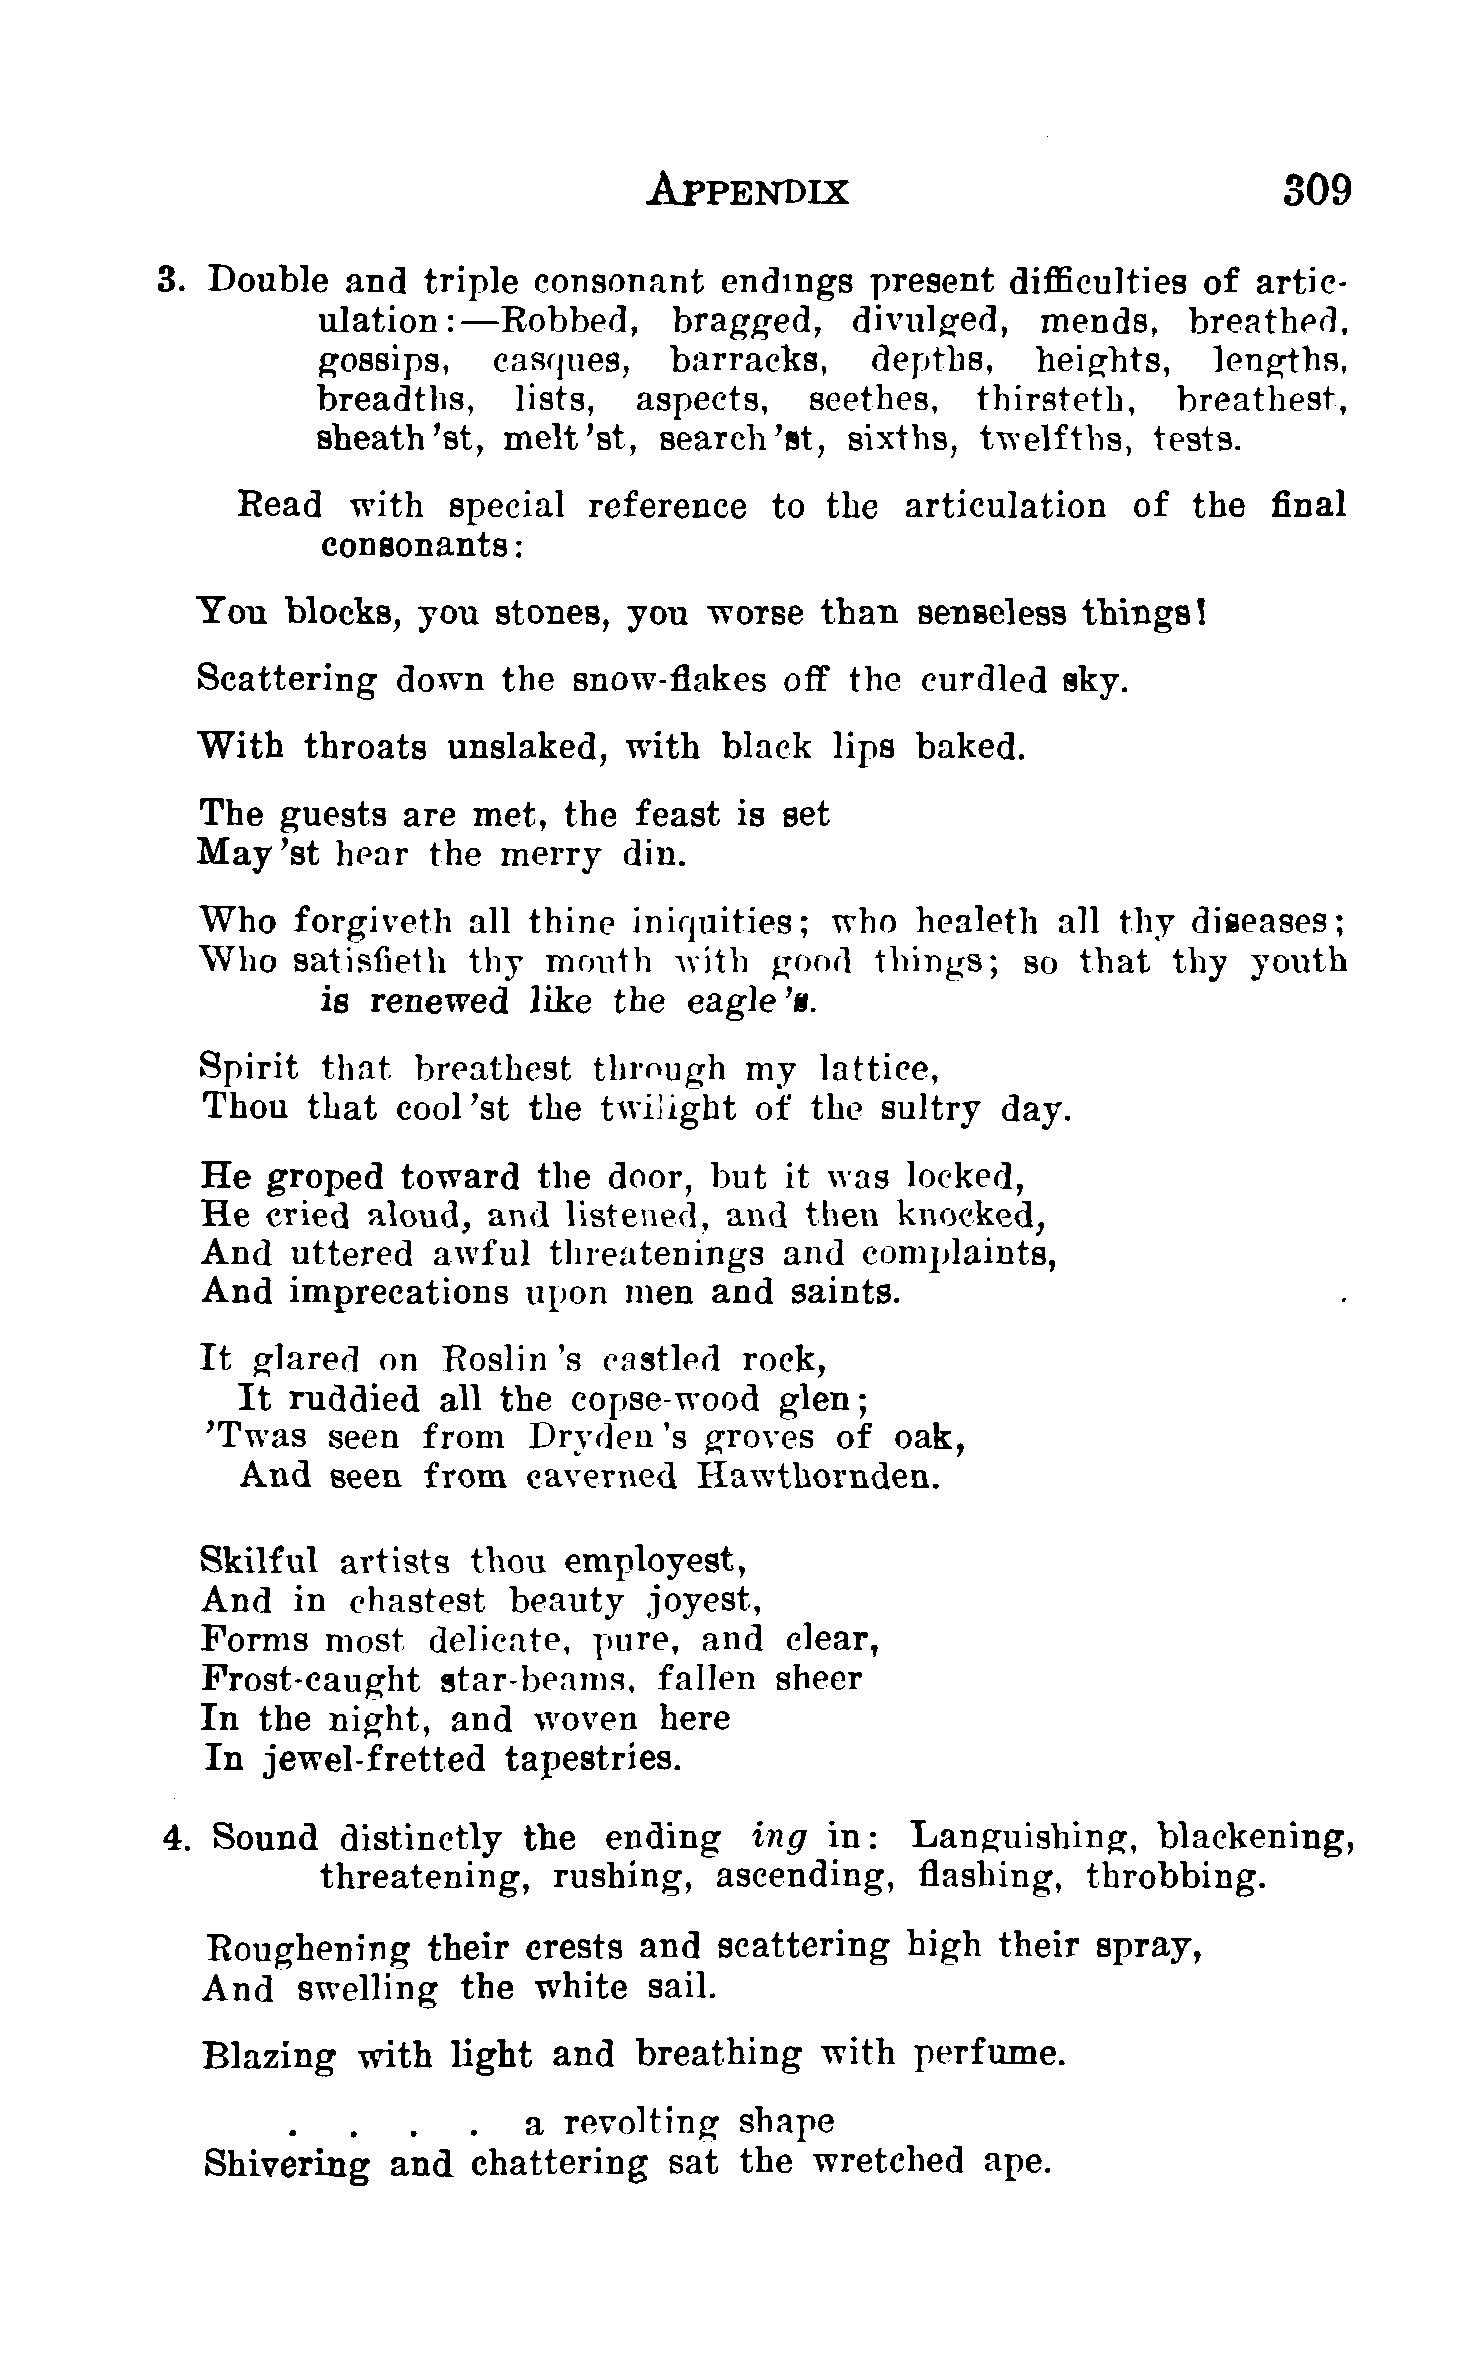 APPENDIX 309
3. Double and triple consonant endings present difficulties of artic-
ulation:—Robbed, bragged, divulged, mends, breathed,
gossips, casques, barracks, depths, heights, lengths,
breadths, lists, aspects, seethes, thirsteth, breathest,
sheath'st, melt'st, search'st, sixths, twelfths, tests.
Read with special reference to the articulation of the final
consonants:
You blocks, you stones, you worse than senseless things!
Scattering down the snow-flakes off the curdled sky.
With throats unslaked, with black lips baked.
The guests are met, the feast is set
May'st hear the merry din.
Who forgiveth all thine iniquities; who healeth all thy diseases;
Who satisfieth thy mouth with good things; so that thy youth
is renewed like the eagle's.
Spirit that breathest through my lattice,
Thou that cool'st the twilight of the sultry day.
He groped toward the door, but it was locked,
He cried aloud, and listened, and then knocked,
And uttered awful threatenings and complaints,
And imprecations upon men and saints.
It glared on Roslin's castled rock,
It ruddied all the copse-wood glen;
'Twas seen from Dryden's groves of oak,
And seen from caverned Hawthornden.
Skilful artists thou employest,
And in chastest beauty joyest,
Forms most delicate, pure, and clear,
Frost-caught star-beams, fallen sheer
In the night, and woven here
In jewel-fretted tapestries.
4. Sound distinctly the ending ing in: Languishing, blackening,
threatening, rushing, ascending, flashing, throbbing.
Roughening their crests and scattering high their spray,
And swelling the white sail.
Blazing with light and breathing with perfume.
. . . . a revolting shape
Shivering and chattering sat the wretched ape.